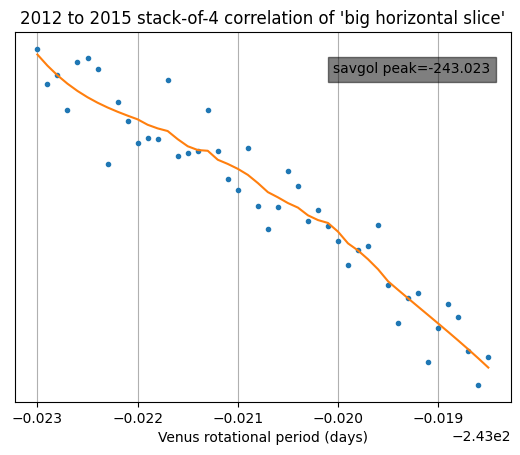 2012 to 2015 stack-of-4 correlation of 'big horizontal slice'
savgol peak=-243.023
−0.023 −0.022 −0.021 −0.020 −0.019
Venus rotational period (days)
−2.43e2